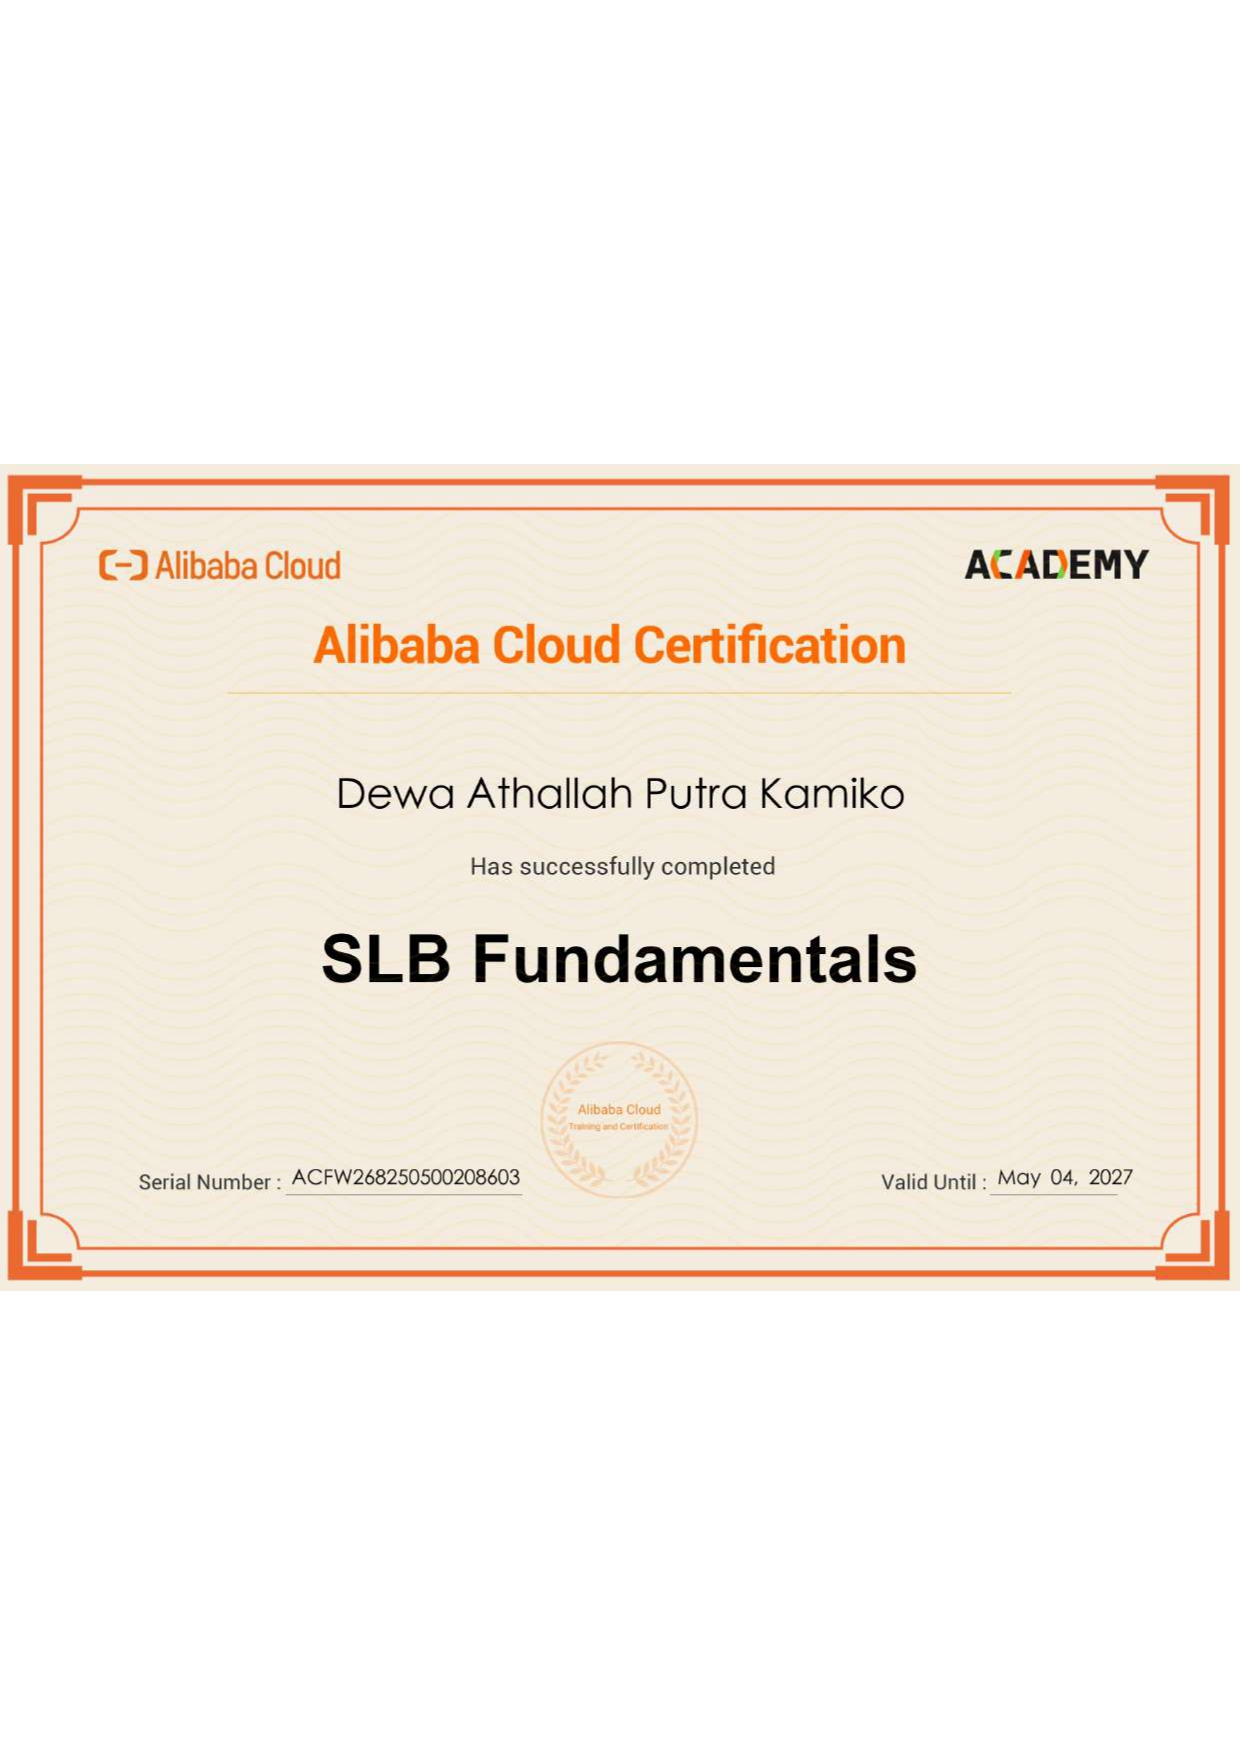 Alibaba Cloud
ACADEMY
Alibaba Cloud Certification
Dewa Athallah Putra Kamiko
Has successfully completed
SLB Fundamentals
Alibaba Cloud
Training and Certification
Serial Number : ACFW268250500208603
Valid Until : May 04, 2027